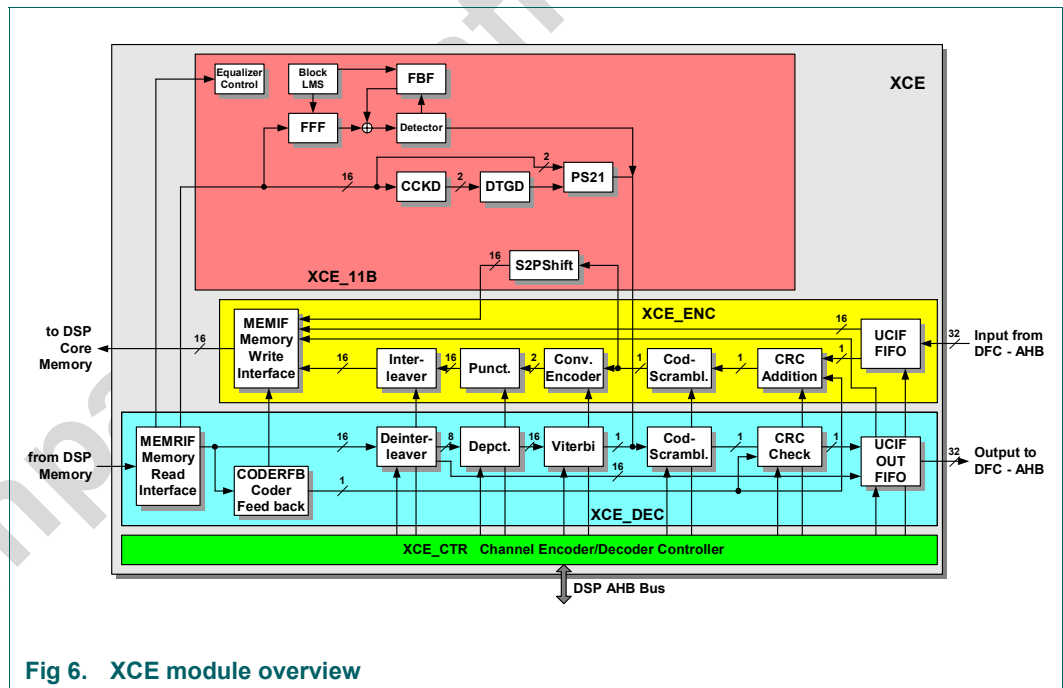 XCE
Equalizer
Control
Block
LMS
FBF
FFF
Detector
2
16
CCKD
2
DTGD
PS21
16
S2PShift
XCE_11B
XCE_ENC
to DSP
Core
Memory
16
MEMIF
Memory
Write
Interface
16
Inter-
leaver
16
Punct.
2
Conv.
Encoder
1
Cod-
Scrambl.
1
CRC
Addition
1
16
UCIF
FIFO
32
Input from
DFC - AHB
from DSP
Memory
MEMRIF
Memory
Read
Interface
16
CODERFB
Coder
Feed back
1
Deinter-
leaver
8
Depct.
16
Viterbi
1
16
Cod-
Scrambl.
1
CRC
Check
1
UCIF
OUT
FIFO
32
Output to
DFC - AHB
XCE_DEC
XCE_CTR Channel Encoder/Decoder Controller
DSP AHB Bus
Fig 6. XCE module overview